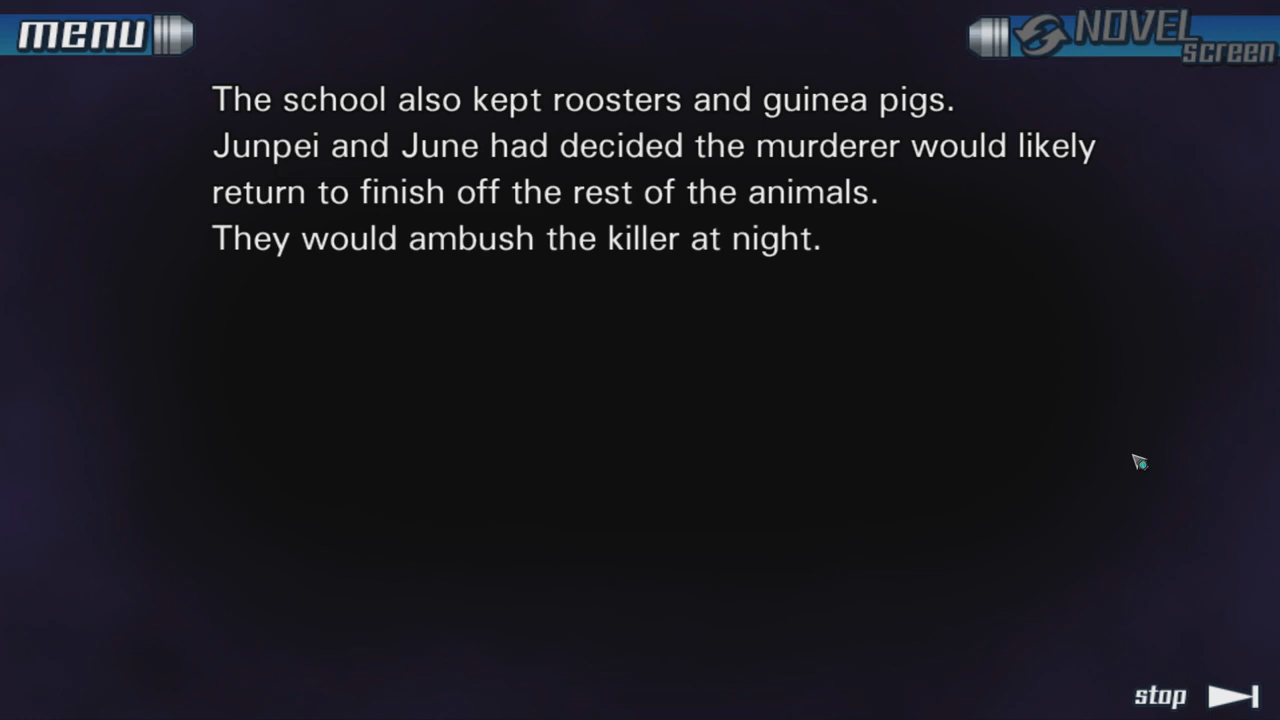 menu
NOVEL
screen
The school also kept roosters and guinea pigs.
Junpei and June had decided the murderer would likely
return to finish off the rest of the animals.
They would ambush the killer at night.
stop